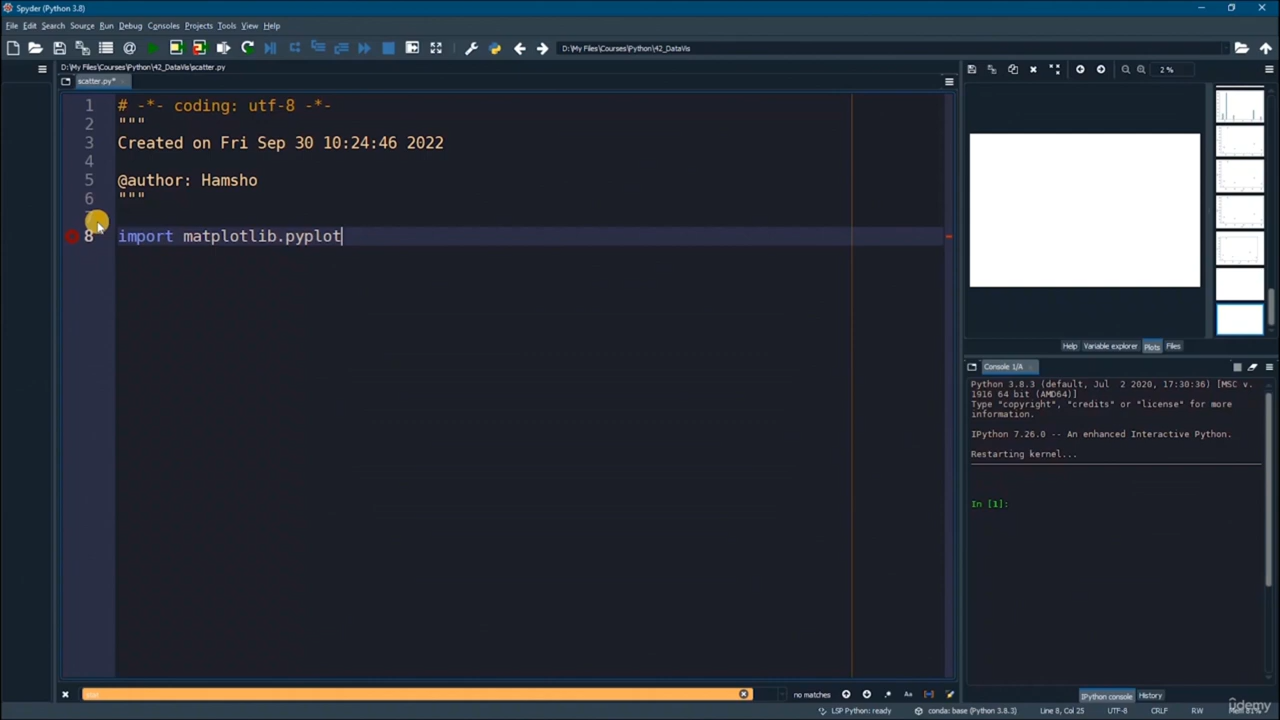 Spyder (Python 3.8)
File Edit Search Source Run Debug Consoles Projects Tools View Help
D:\My Files\Courses\Python\42_DataVis
D:\My Files\Courses\Python\42_DataVis\scatter.py
scatter.py*
2 %
1 # -*- coding: utf-8 -*-
2 """
3 Created on Fri Sep 30 10:24:46 2022
4
5 @author: Hamsho
6 """
8 import matplotlib.pyplot
Help Variable explorer Plots Files
Console 1/A
Python 3.8.3 (default, Jul 2 2020, 17:30:36) [MSC v.
1916 64 bit (AMD64)]
Type "copyright", "credits" or "license" for more
information.
IPython 7.26.0 -- An enhanced Interactive Python.
Restarting kernel...
In [1]:
no matches
Aa
IPython console History
LSP Python: ready conda: base (Python 3.8.3) Line 8, Col 25 UTF-8 CRLF RW
udemy